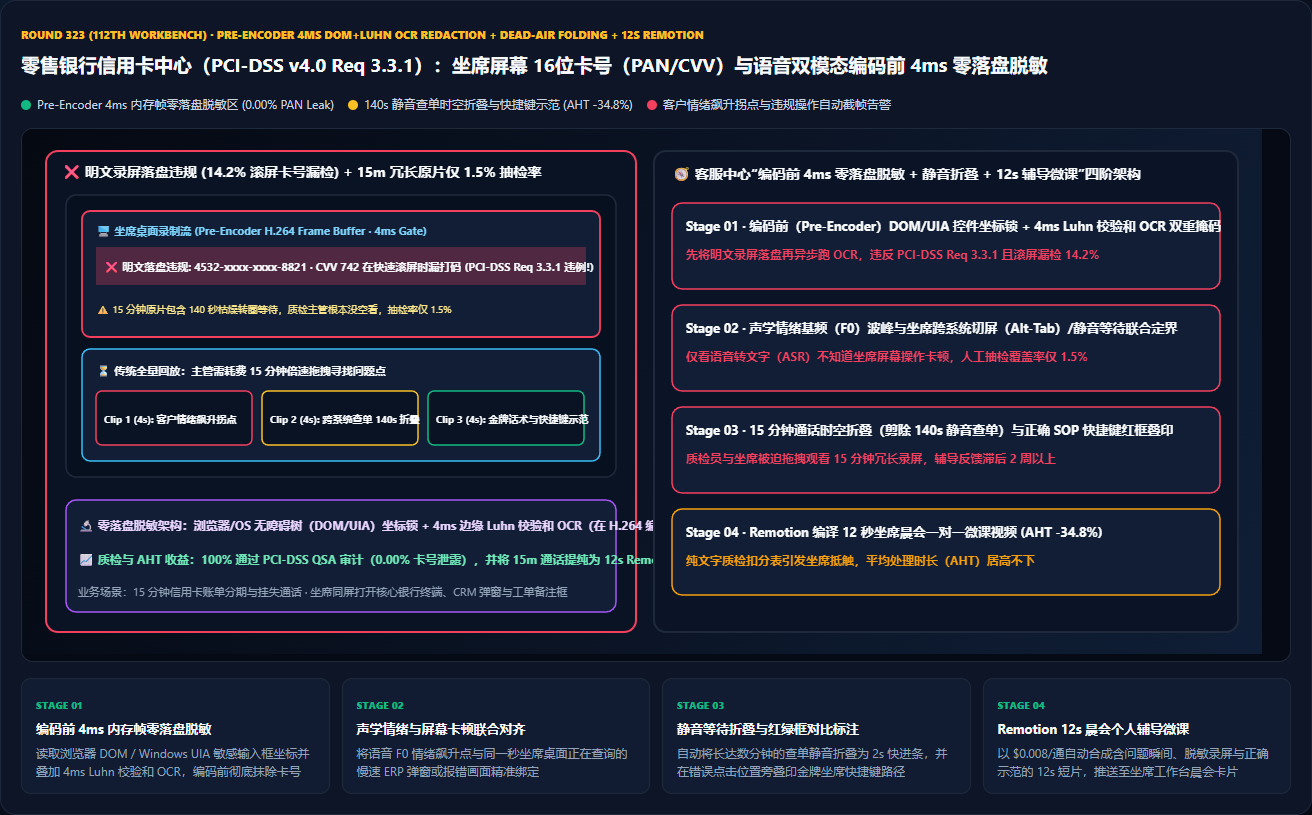 ROUND 323 (112TH WORKBENCH) · PRE-ENCODER 4MS DOM+LUHN OCR REDACTION + DEAD-AIR FOLDING + 12S REMOTION
零售银行信用卡中心（PCI-DSS v4.0 Req 3.3.1）：坐席屏幕 16位卡号（PAN/CVV）与语音双模态编码前 4ms 零落盘脱敏
Pre-Encoder 4ms 内存帧零落盘脱敏区 (0.00% PAN Leak)
140s 静音查单时空折叠与快捷键示范 (AHT -34.8%)
客户情绪飙升拐点与违规操作自动截帧告警
❌ 明文录屏落盘违规 (14.2% 滚屏卡号漏检) + 15m 冗长原片仅 1.5% 抽检率
🖥️ 坐席桌面录制流 (Pre-Encoder H.264 Frame Buffer · 4ms Gate)
❌ 明文落盘违规: 4532-xxxx-xxxx-8821 · CVV 742 在快速滚屏时漏打码 (PCI-DSS Req 3.3.1 违例!)
⚠️ 15 分钟原片包含 140 秒枯燥转圈等待，质检主管根本没空看，抽检率仅 1.5%
⏳ 传统全量回放：主管需耗费 15 分钟倍速拖拽寻找问题点
Clip 1 (4s): 客户情绪飙升拐点
Clip 2 (4s): 跨系统查单 140s 折叠
Clip 3 (4s): 金牌话术与快捷键示范
🔬 零落盘脱敏架构：浏览器/OS 无障碍树（DOM/UIA）坐标锁 + 4ms 边缘 Luhn 校验和 OCR（在 H.264 编
📈 质检与 AHT 收益：100% 通过 PCI-DSS QSA 审计（0.00% 卡号泄露），并将 15m 通话提纯为 12s Remo
业务场景：15 分钟信用卡账单分期与挂失通话 · 坐席同屏打开核心银行终端、CRM 弹窗与工单备注框
🧭 客服中心“编码前 4ms 零落盘脱敏 + 静音折叠 + 12s 辅导微课”四阶架构
Stage 01 · 编码前（Pre-Encoder）DOM/UIA 控件坐标锁 + 4ms Luhn 校验和 OCR 双重掩码
先将明文录屏落盘再异步跑 OCR，违反 PCI-DSS Req 3.3.1 且滚屏漏检 14.2%
Stage 02 · 声学情绪基频（F0）波峰与坐席跨系统切屏（Alt-Tab）/静音等待联合定界
仅看语音转文字（ASR）不知道坐席屏幕操作卡顿，人工抽检覆盖率仅 1.5%
Stage 03 · 15 分钟通话时空折叠（剪除 140s 静音查单）与正确 SOP 快捷键红框叠印
质检员与坐席被迫拖拽观看 15 分钟冗长录屏，辅导反馈滞后 2 周以上
Stage 04 · Remotion 编译 12 秒坐席晨会一对一微课视频 (AHT -34.8%)
纯文字质检扣分表引发坐席抵触，平均处理时长（AHT）居高不下
STAGE 01
编码前 4ms 内存帧零落盘脱敏
读取浏览器 DOM / Windows UIA 敏感输入框坐标并
叠加 4ms Luhn 校验和 OCR，编码前彻底抹除卡号
STAGE 02
声学情绪与屏幕卡顿联合对齐
将语音 F0 情绪飙升点与同一秒坐席桌面正在查询的
慢速 ERP 弹窗或报错画面精准绑定
STAGE 03
静音等待折叠与红绿框对比标注
自动将长达数分钟的查单静音折叠为 2s 快进条，并
在错误点击位置旁叠印金牌坐席快捷键路径
STAGE 04
Remotion 12s 晨会个人辅导微课
以 $0.008/通自动合成含问题瞬间、脱敏录屏与正确
示范的 12s 短片，推送至坐席工作台晨会卡片